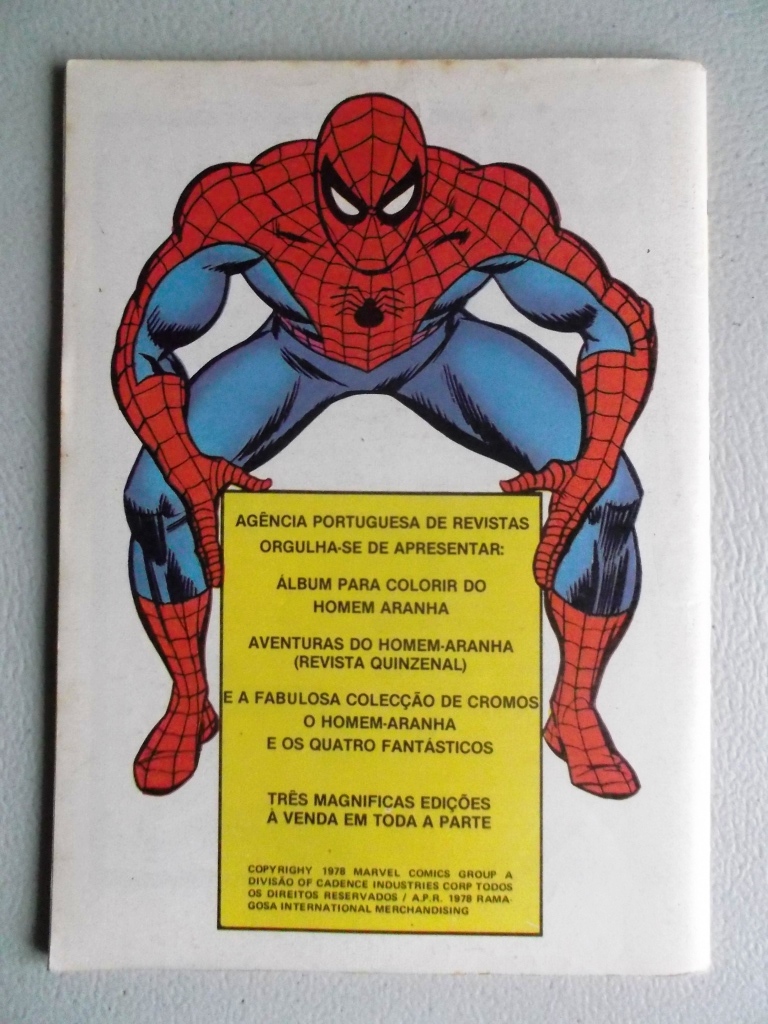 AGÊNCIA PORTUGUESA DE REVISTAS
ORGULHA-SE DE APRESENTAR:
ÁLBUM PARA COLORIR DO
HOMEM ARANHA
AVENTURAS DO HOMEM-ARANHA
(REVISTA QUINZENAL)
E A FABULOSA COLECÇÃO DE CROMOS
O HOMEM-ARANHA
E OS QUATRO FANTÁSTICOS
TRÊS MAGNIFICAS EDIÇÕES
À VENDA EM TODA A PARTE
COPYRIGHY 1978 MARVEL COMICS GROUP A
DIVISÃO OF CADENCE INDUSTRIES CORP TODOS
OS DIREITOS RESERVADOS / A.P.R. 1978 RAMA-
GOSA INTERNATIONAL MERCHANDISING